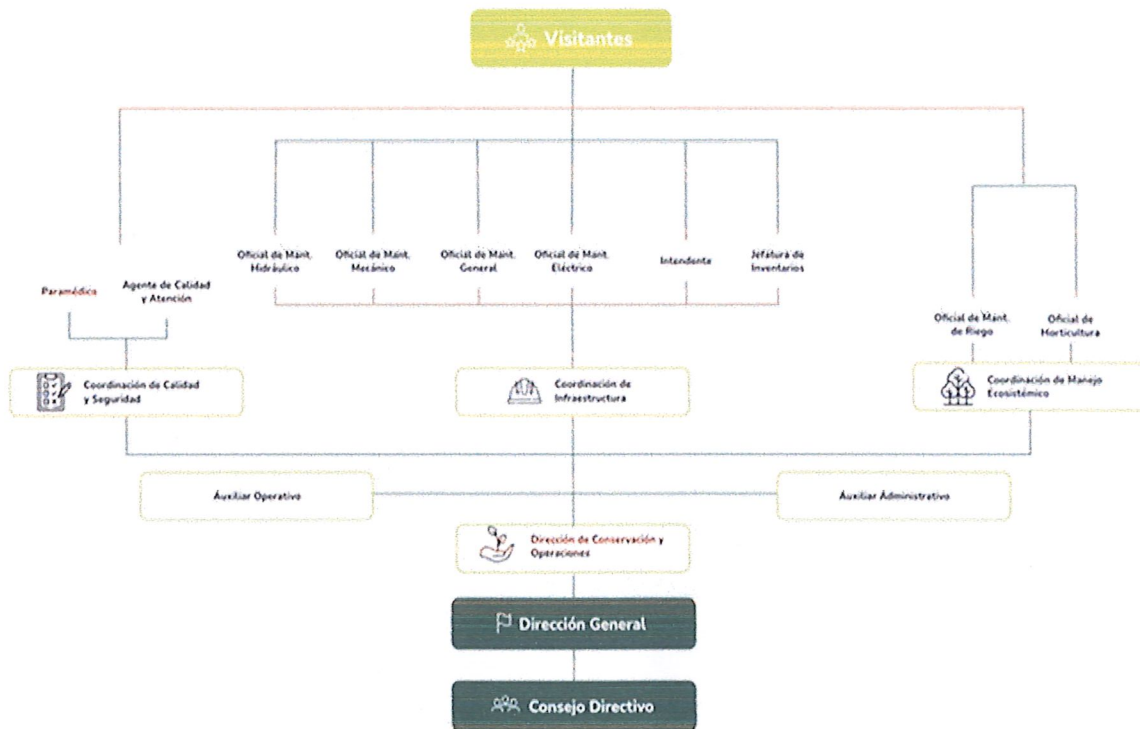 Visitantes
Oficial de Mant.
Hidráulico
Oficial de Mant.
Mecánico
Oficial de Mant.
General
Oficial de Mant.
Eléctrico
Intendente
Jefatura de
Inventarios
Paramédico
Agente de Calidad
y Atención
Oficial de Mant.
de Riego
Oficial de
Horticultura
Coordinación de Calidad
y Seguridad
Coordinación de
Infraestructura
Coordinación de Manejo
Ecosistémico
Áuxiliar Operativo
Áuxiliar Administrativo
Dirección de Conservación y
Operaciones
Dirección General
Consejo Directivo